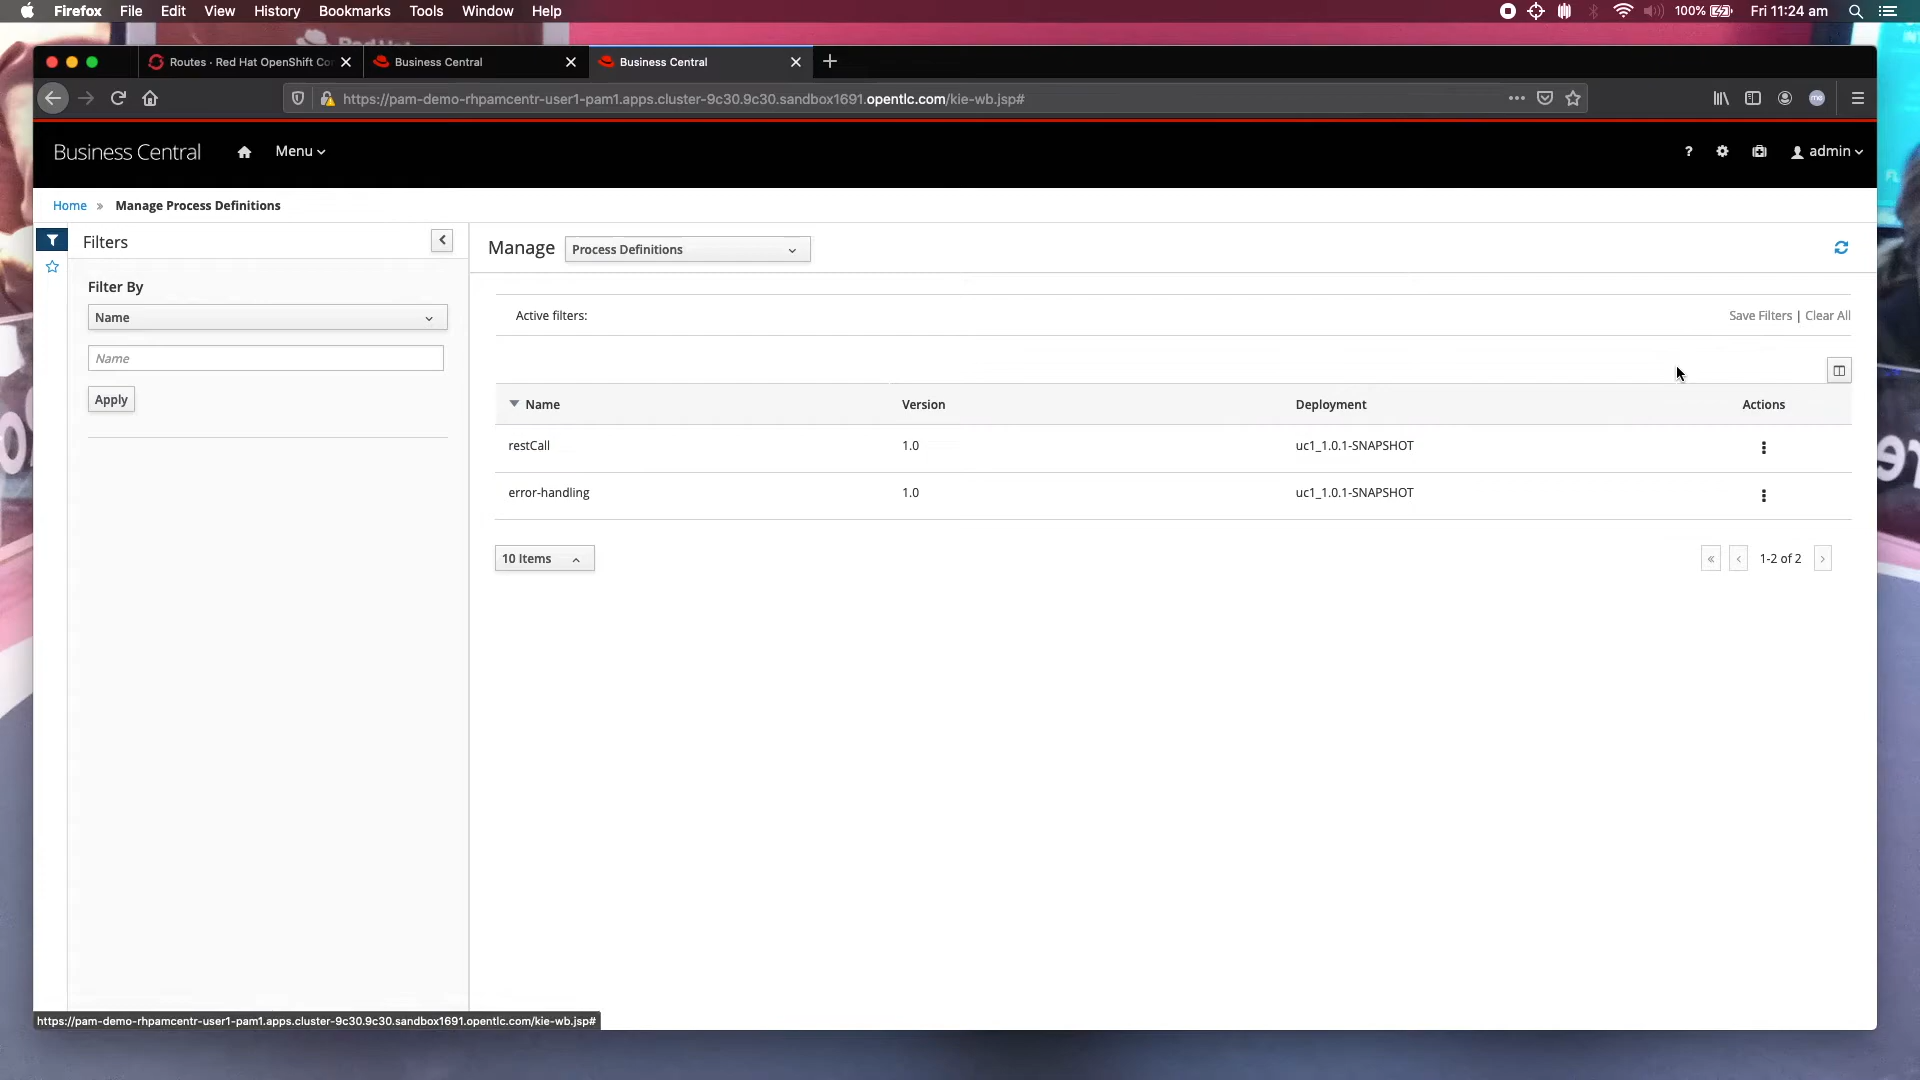 Firefox File Edit View History Bookmarks Tools Window Help 100% Fri 11:24 am
Routes · Red Hat OpenShift Co
Business Central
Business Central
https://pam-demo-rhpamcentr-user1-pam1.apps.cluster-9c30.9c30.sandbox1691.opentlc.com/kie-wb.jsp#
Business Central
Menu
?
admin
Home » Manage Process Definitions
Filters
Filter By
Name
Name
Apply
Manage Process Definitions
Active filters:
Save Filters | Clear All
Name Version Deployment Actions
restCall 1.0 uc1_1.0.1-SNAPSHOT
error-handling 1.0 uc1_1.0.1-SNAPSHOT
10 Items
« ‹ 1-2 of 2 ›
https://pam-demo-rhpamcentr-user1-pam1.apps.cluster-9c30.9c30.sandbox1691.opentlc.com/kie-wb.jsp#